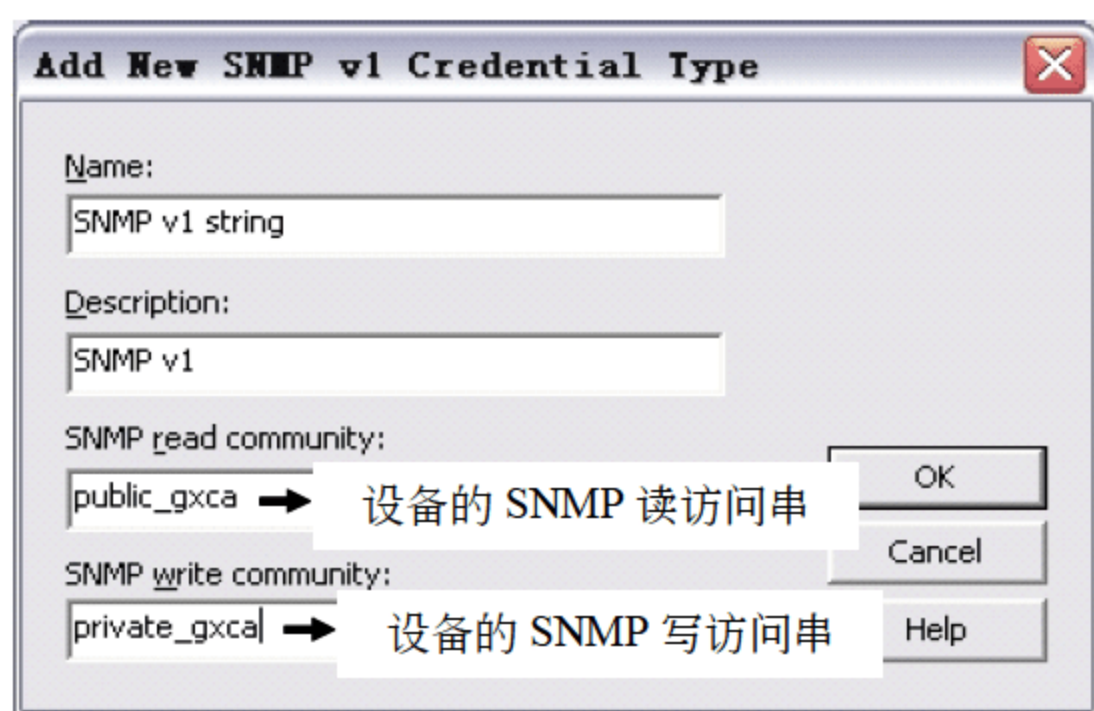 Add New SNMP v1 Credential Type
Name:
SNMP v1 string
Description:
SNMP v1
SNMP read community:
public_gxca
设备的 SNMP 读访问串
OK
Cancel
SNMP write community:
private_gxca
设备的 SNMP 写访问串
Help